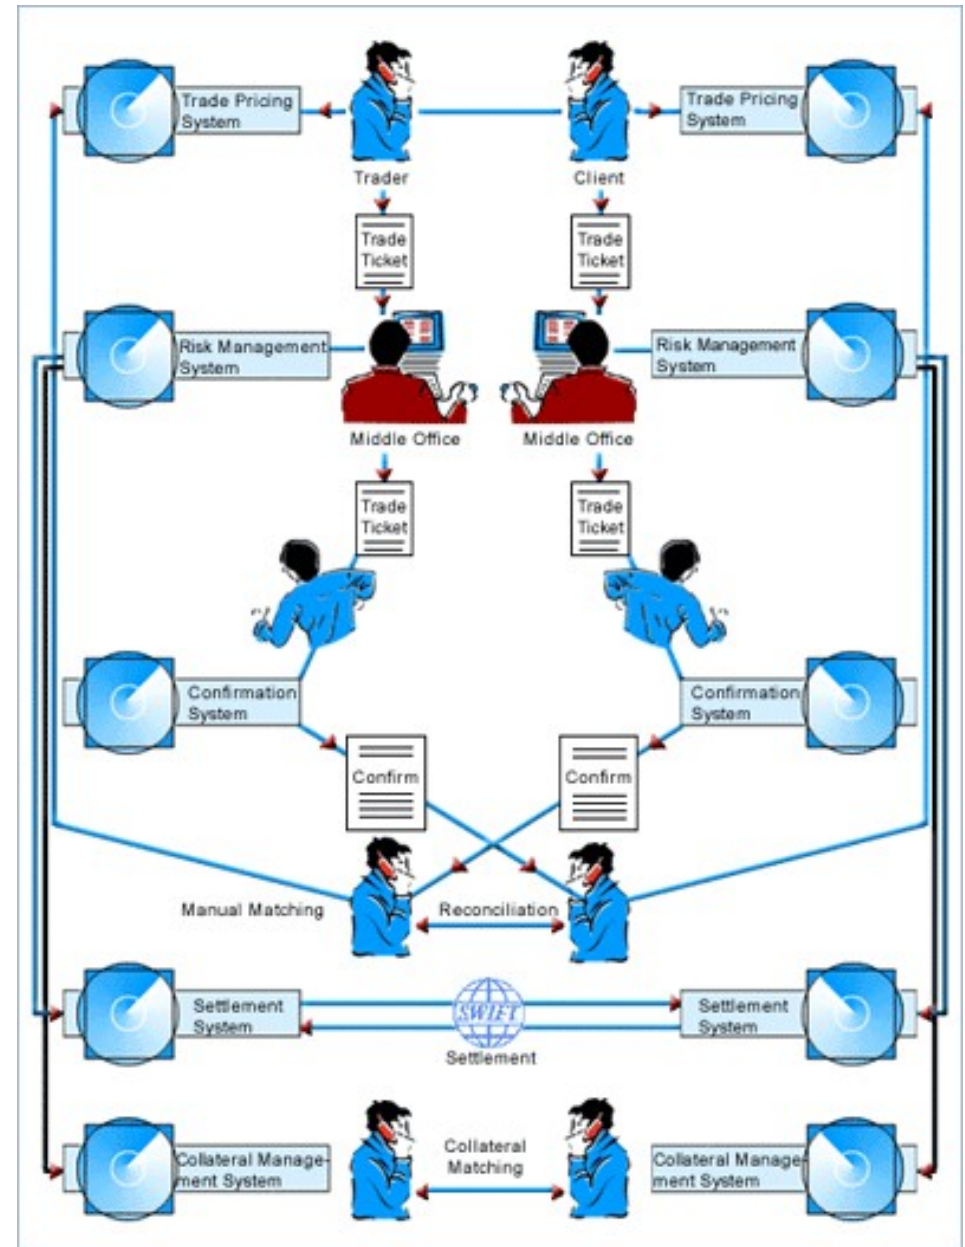 Trade Pricing
System
Trade Pricing
System
Trader
Client
Trade
Ticket
Trade
Ticket
Risk Management
System
Risk Management
System
Middle Office
Middle Office
Trade
Ticket
Trade
Ticket
Confirmation
System
Confirmation
System
Confirm
Confirm
Manual Matching
Reconciliation
Settlement
System
SWIFT
Settlement
System
Settlement
Collateral
Matching
Collateral Manage-
ment System
Collateral Manage-
ment System